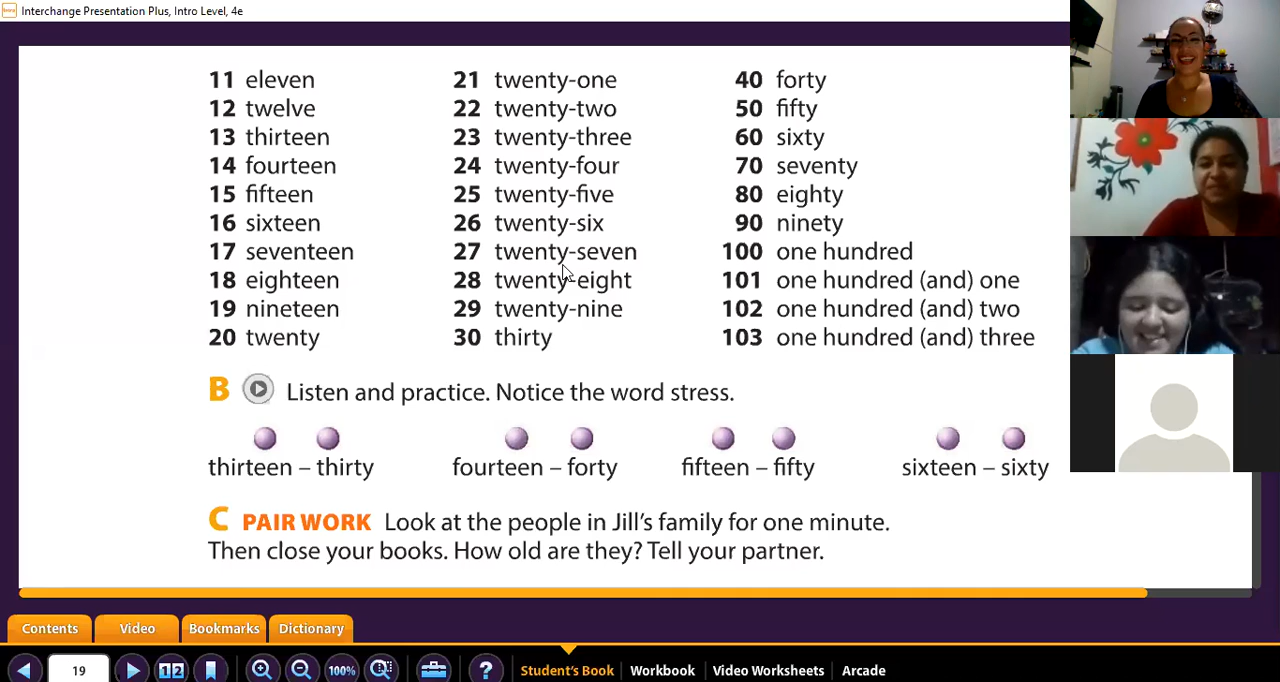 Interchange Presentation Plus, Intro Level, 4e
11 eleven
12 twelve
13 thirteen
14 fourteen
15 fifteen
16 sixteen
17 seventeen
18 eighteen
19 nineteen
20 twenty
21 twenty-one
22 twenty-two
23 twenty-three
24 twenty-four
25 twenty-five
26 twenty-six
27 twenty-seven
28 twenty-eight
29 twenty-nine
30 thirty
40 forty
50 fifty
60 sixty
70 seventy
80 eighty
90 ninety
100 one hundred
101 one hundred (and) one
102 one hundred (and) two
103 one hundred (and) three
B Listen and practice. Notice the word stress.
thirteen – thirty fourteen – forty fifteen – fifty sixteen – sixty
C PAIR WORK Look at the people in Jill's family for one minute.
Then close your books. How old are they? Tell your partner.
Contents Video Bookmarks Dictionary
19 12 100% ? Student's Book Workbook Video Worksheets Arcade